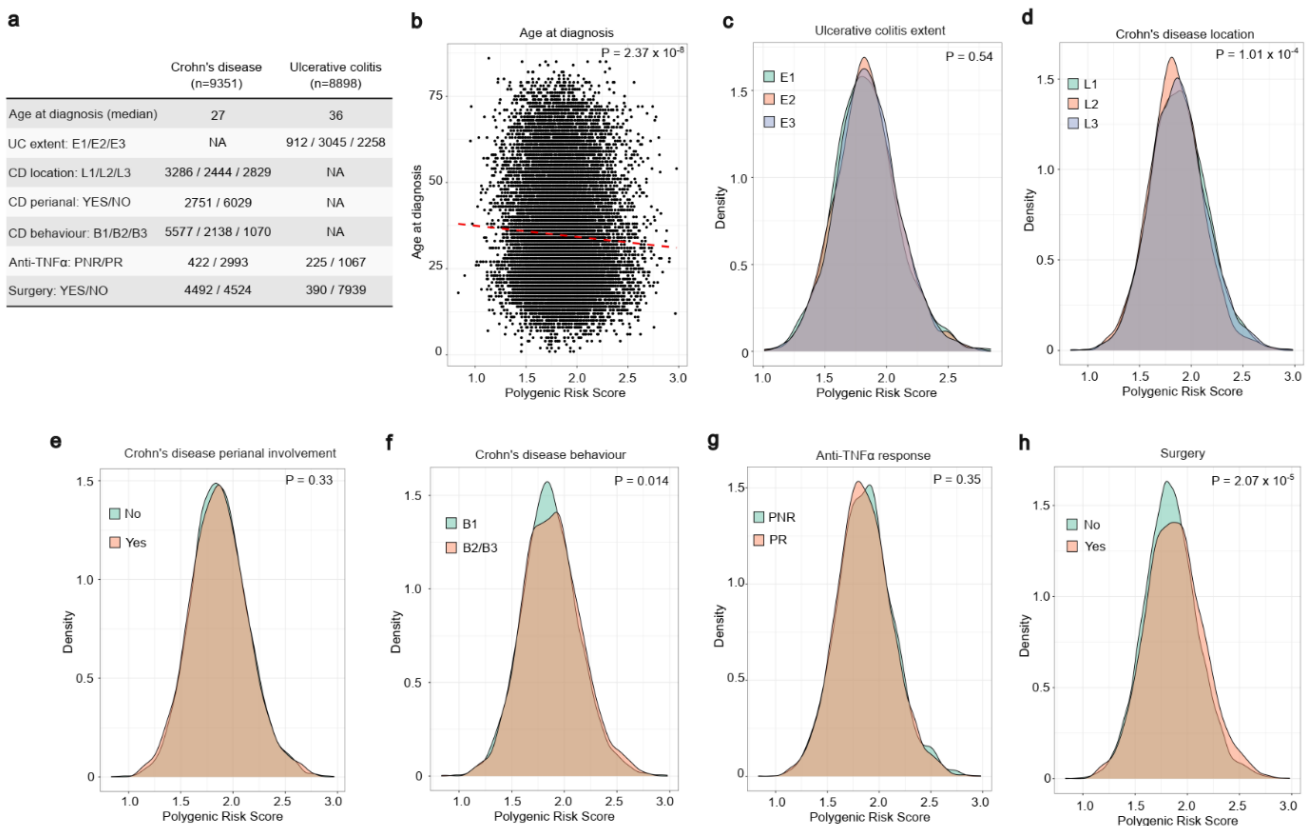 a
Crohn's disease (n=9351) Ulcerative colitis (n=8898)
Age at diagnosis (median) 27 36
UC extent: E1/E2/E3 NA 912 / 3045 / 2258
CD location: L1/L2/L3 3286 / 2444 / 2829 NA
CD perianal: YES/NO 2751 / 6029 NA
CD behaviour: B1/B2/B3 5577 / 2138 / 1070 NA
Anti-TNFα: PNR/PR 422 / 2993 225 / 1067
Surgery: YES/NO 4492 / 4524 390 / 7939
b
Age at diagnosis
P = 2.37 x 10-8
Age at diagnosis
75
50
25
0
1.0 1.5 2.0 2.5 3.0
Polygenic Risk Score
c
Ulcerative colitis extent
P = 0.54
E1
E2
E3
Density
1.5
1.0
0.5
0
1.0 1.5 2.0 2.5
Polygenic Risk Score
d
Crohn's disease location
P = 1.01 x 10-4
L1
L2
L3
Density
1.5
1.0
0.5
0
1.0 1.5 2.0 2.5 3.0
Polygenic Risk Score
e
Crohn's disease perianal involvement
P = 0.33
No
Yes
Density
1.5
1.0
0.5
0
1.0 1.5 2.0 2.5 3.0
Polygenic Risk Score
f
Crohn's disease behaviour
P = 0.014
B1
B2/B3
Density
1.5
1.0
0.5
0
1.0 1.5 2.0 2.5 3.0
Polygenic Risk Score
g
Anti-TNFα response
P = 0.35
PNR
PR
Density
1.5
1.0
0.5
0
1.0 1.5 2.0 2.5 3.0
Polygenic Risk Score
h
Surgery
P = 2.07 x 10-5
No
Yes
Density
1.5
1.0
0.5
0
1.0 1.5 2.0 2.5 3.0
Polygenic Risk Score